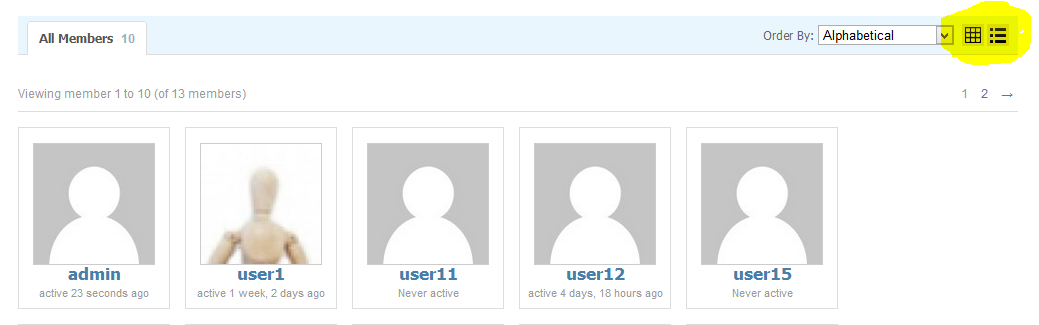 All Members 10 Order By: Alphabetical
Viewing member 1 to 10 (of 13 members) 1 2 →
admin user1 user11 user12 user15
active 23 seconds ago active 1 week, 2 days ago Never active active 4 days, 18 hours ago Never active